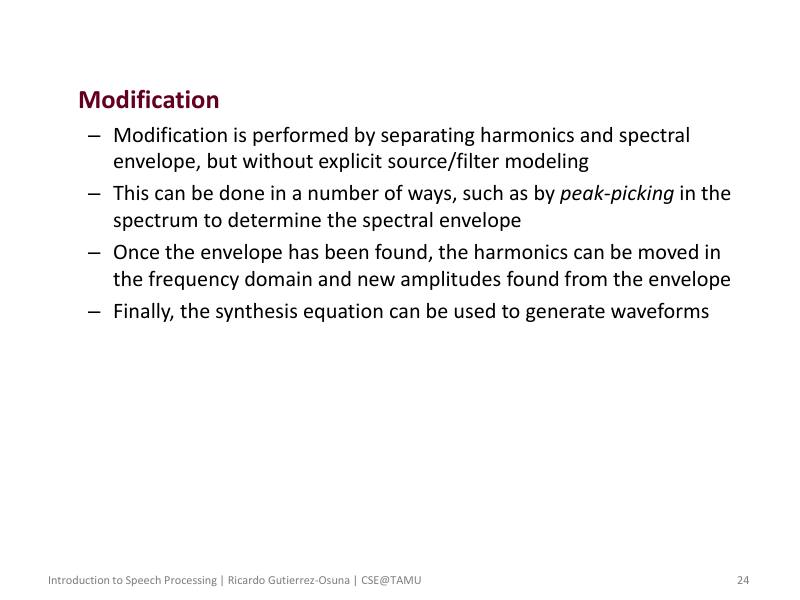 Modification
– Modification is performed by separating harmonics and spectral
envelope, but without explicit source/filter modeling
– This can be done in a number of ways, such as by peak-picking in the
spectrum to determine the spectral envelope
– Once the envelope has been found, the harmonics can be moved in
the frequency domain and new amplitudes found from the envelope
– Finally, the synthesis equation can be used to generate waveforms
Introduction to Speech Processing | Ricardo Gutierrez-Osuna | CSE@TAMU 24